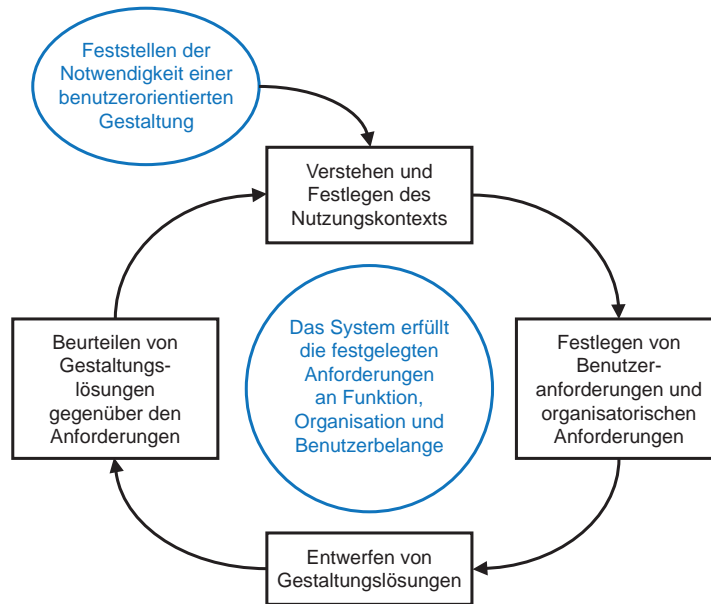 Feststellen der
Notwendigkeit einer
benutzerorientierten
Gestaltung
Verstehen und
Festlegen des
Nutzungskontexts
Beurteilen von
Gestaltungs-
lösungen
gegenüber den
Anforderungen
Das System erfüllt
die festgelegten
Anforderungen
an Funktion,
Organisation und
Benutzerbelange
Festlegen von
Benutzer-
anforderungen und
organisatorischen
Anforderungen
Entwerfen von
Gestaltungslösungen